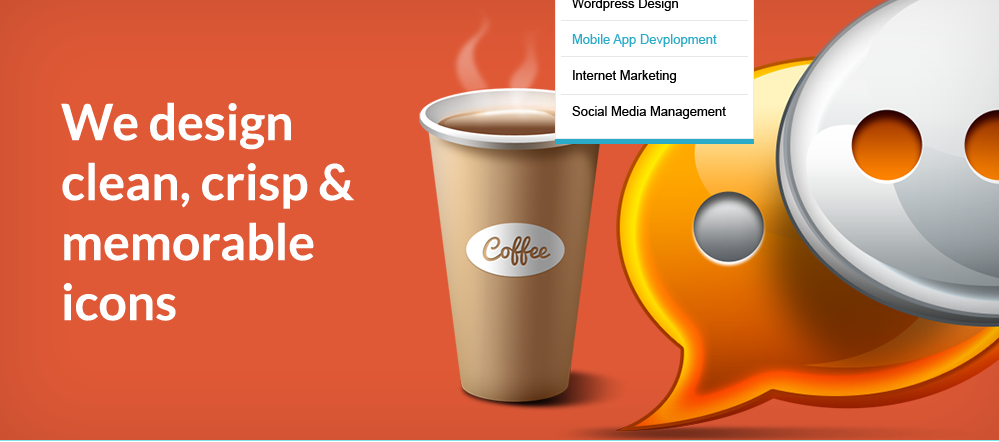 Wordpress Design
Mobile App Devplopment
Internet Marketing
Social Media Management
We design
clean, crisp &
memorable
icons
Coffee